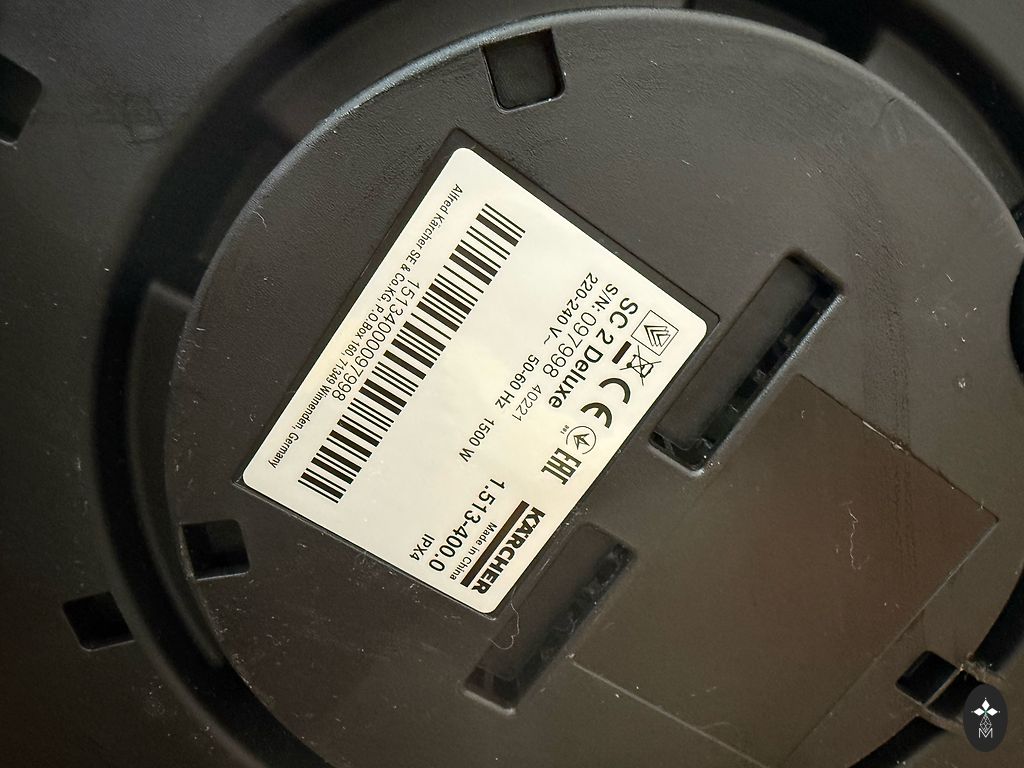 KÄRCHER
SC 2 Deluxe
1.513-400.0
S/N: 097998 40221
Made in China
220-240 V~ 50-60 Hz 1500 W
IPX4
CE
EAC
001
1513400097998
Alfred Kärcher SE & Co.KG, P.O.Box 160, 71349 Winnenden, Germany
M